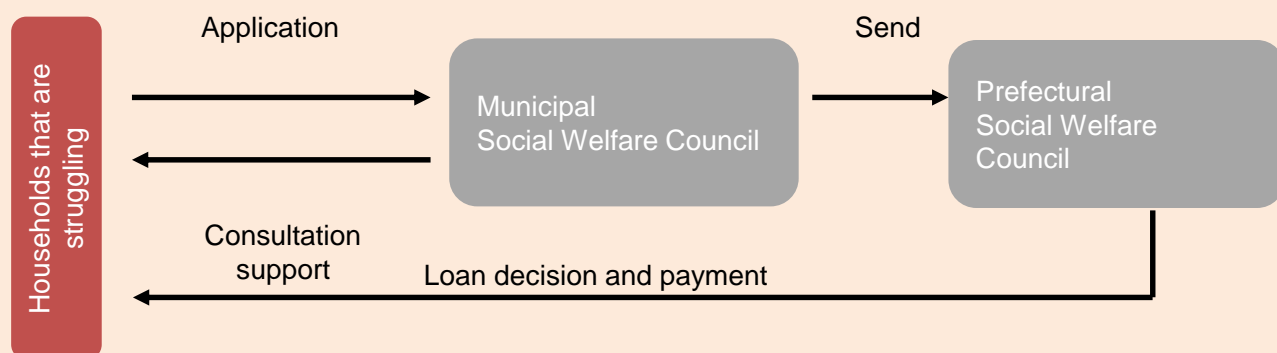 Application
Send
Households that are
struggling
Municipal
Social Welfare Council
Prefectural
Social Welfare
Council
Consultation
support
Loan decision and payment